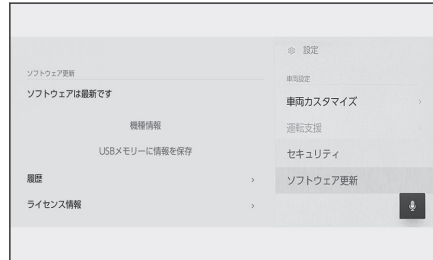 設定
ソフトウェア更新
ソフトウェアは最新です
機種情報
USBメモリーに情報を保存
履歴
ライセンス情報
車両設定
車両カスタマイズ
運転支援
セキュリティ
ソフトウェア更新